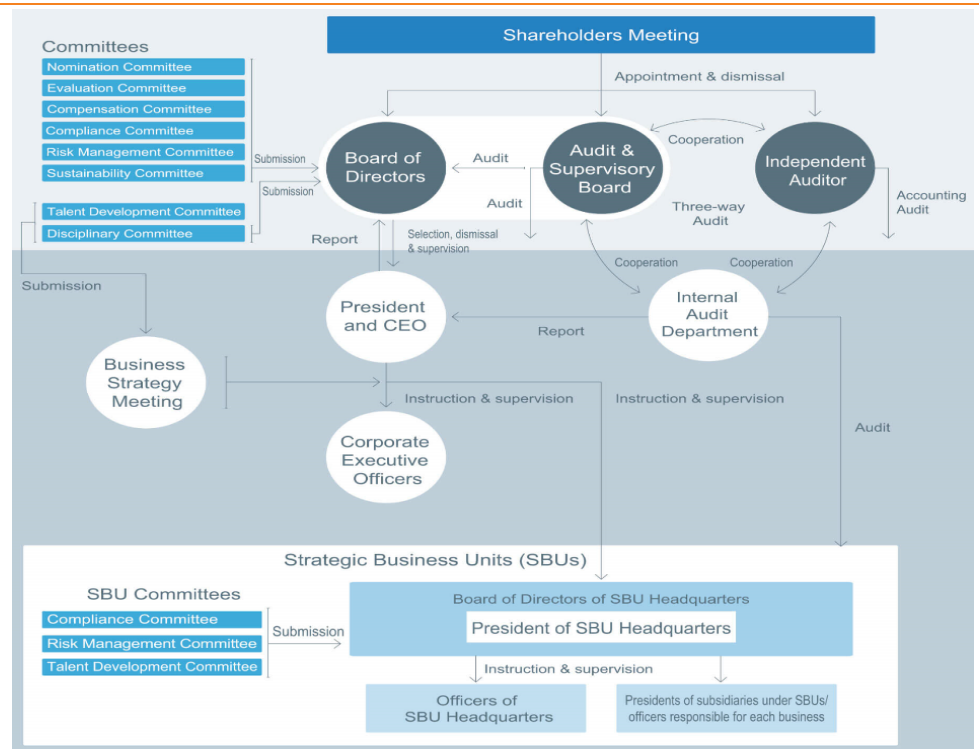 Shareholders Meeting
Committees
Nomination Committee
Evaluation Committee
Compensation Committee
Compliance Committee
Risk Management Committee
Sustainability Committee
Talent Development Committee
Disciplinary Committee
Submission
Submission
Submission
Appointment & dismissal
Board of
Directors
Audit
Audit
Audit &
Supervisory
Board
Cooperation
Independent
Auditor
Three-way
Audit
Accounting
Audit
Report
Selection, dismissal
& supervision
Cooperation
Cooperation
President
and CEO
Report
Internal
Audit
Department
Business
Strategy
Meeting
Instruction & supervision
Instruction & supervision
Audit
Corporate
Executive
Officers
Strategic Business Units (SBUs)
SBU Committees
Compliance Committee
Risk Management Committee
Talent Development Committee
Submission
Board of Directors of SBU Headquarters
President of SBU Headquarters
Instruction & supervision
Officers of
SBU Headquarters
Presidents of subsidiaries under SBUs/
officers responsible for each business